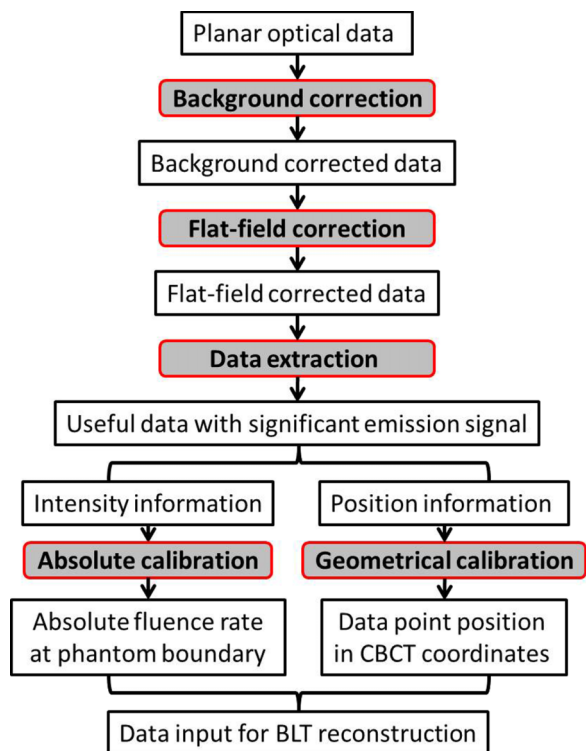 Planar optical data
Background correction
Background corrected data
Flat-field correction
Flat-field corrected data
Data extraction
Useful data with significant emission signal
Intensity information
Position information
Absolute calibration
Geometrical calibration
Absolute fluence rate
at phantom boundary
Data point position
in CBCT coordinates
Data input for BLT reconstruction